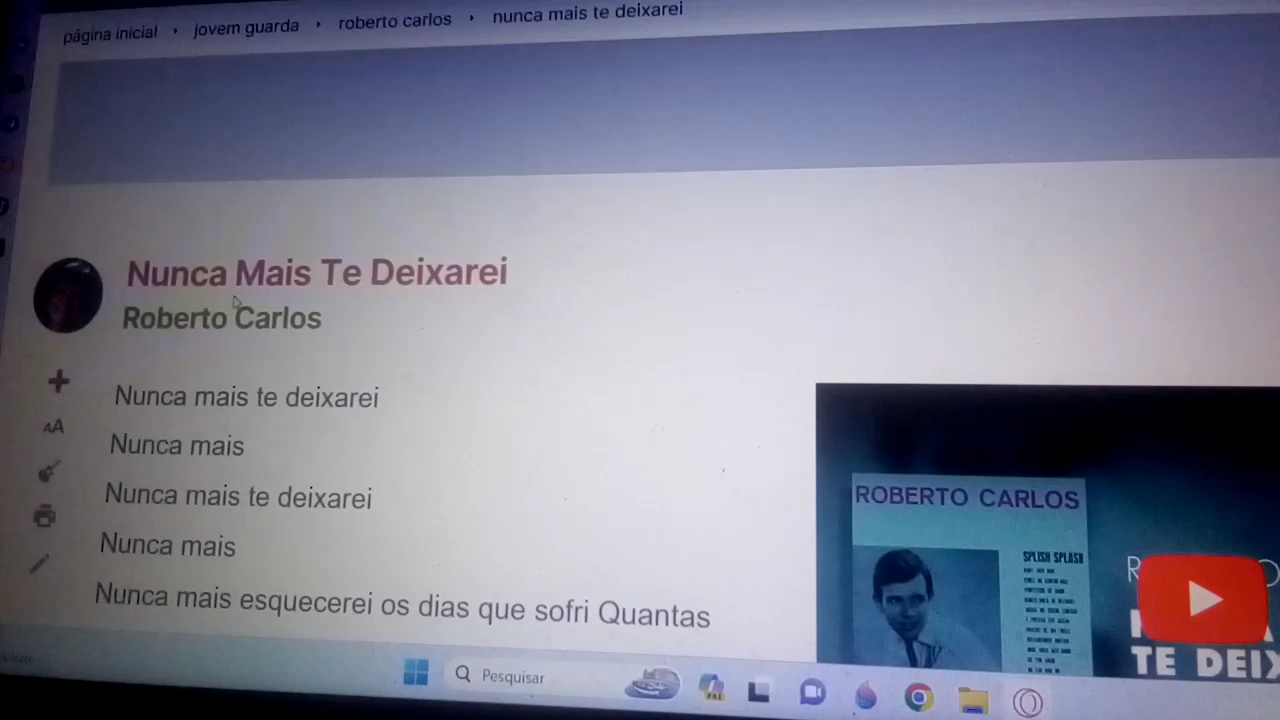 página inicial › jovem guarda › roberto carlos › nunca mais te deixarei
Nunca Mais Te Deixarei
Roberto Carlos
AA
Nunca mais te deixarei
Nunca mais
Nunca mais te deixarei
Nunca mais
Nunca mais esquecerei os dias que sofri Quantas
ROBERTO CARLOS
SPLISH SPLASH
TE DEIX
Pesquisar